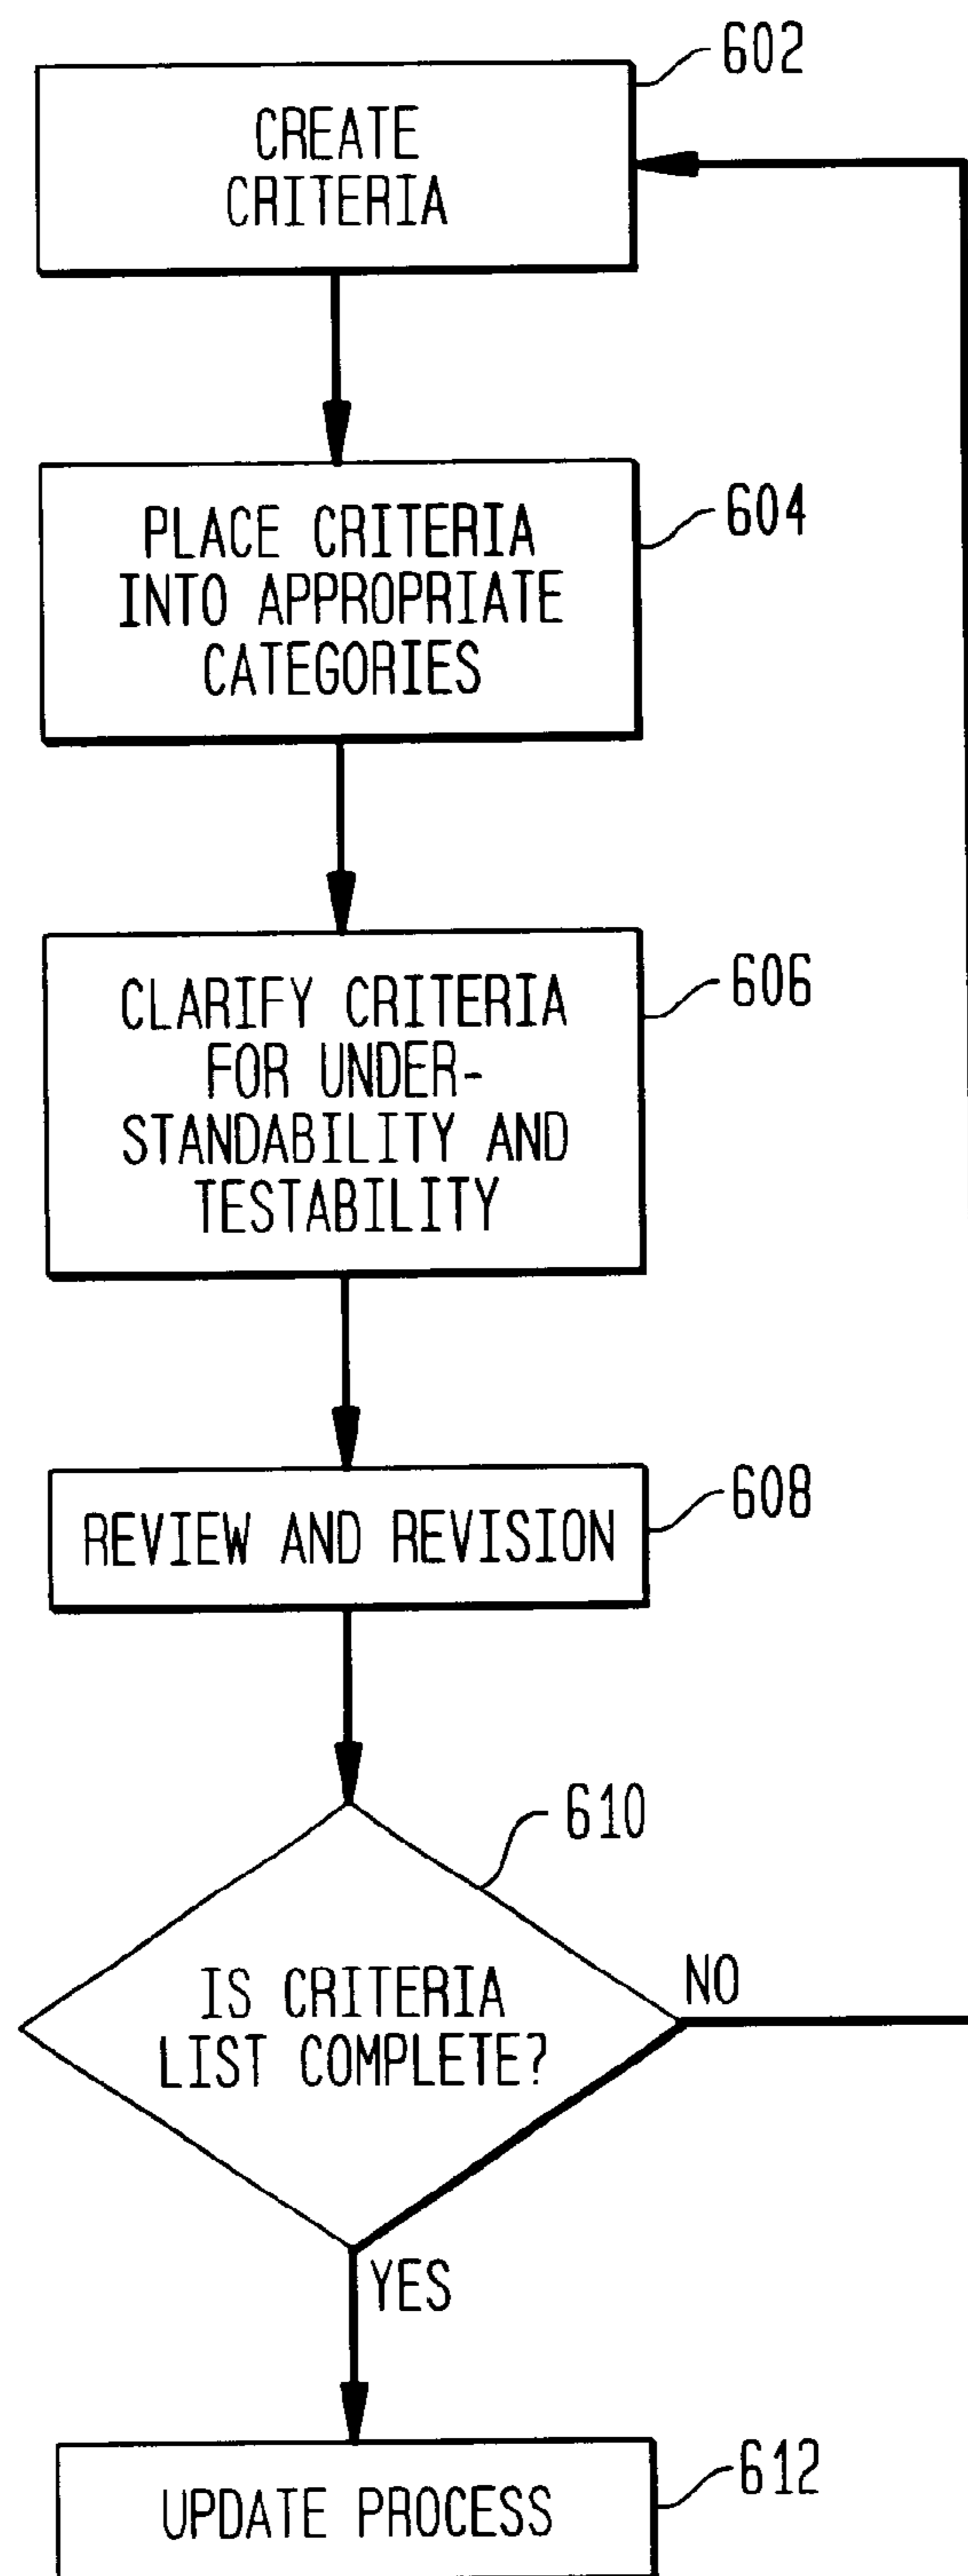 602
CREATE
CRITERIA
604
PLACE CRITERIA
INTO APPROPRIATE
CATEGORIES
606
CLARIFY CRITERIA
FOR UNDER-
STANDABILITY AND
TESTABILITY
608
REVIEW AND REVISION
610
IS CRITERIA
LIST COMPLETE?
NO
YES
612
UPDATE PROCESS